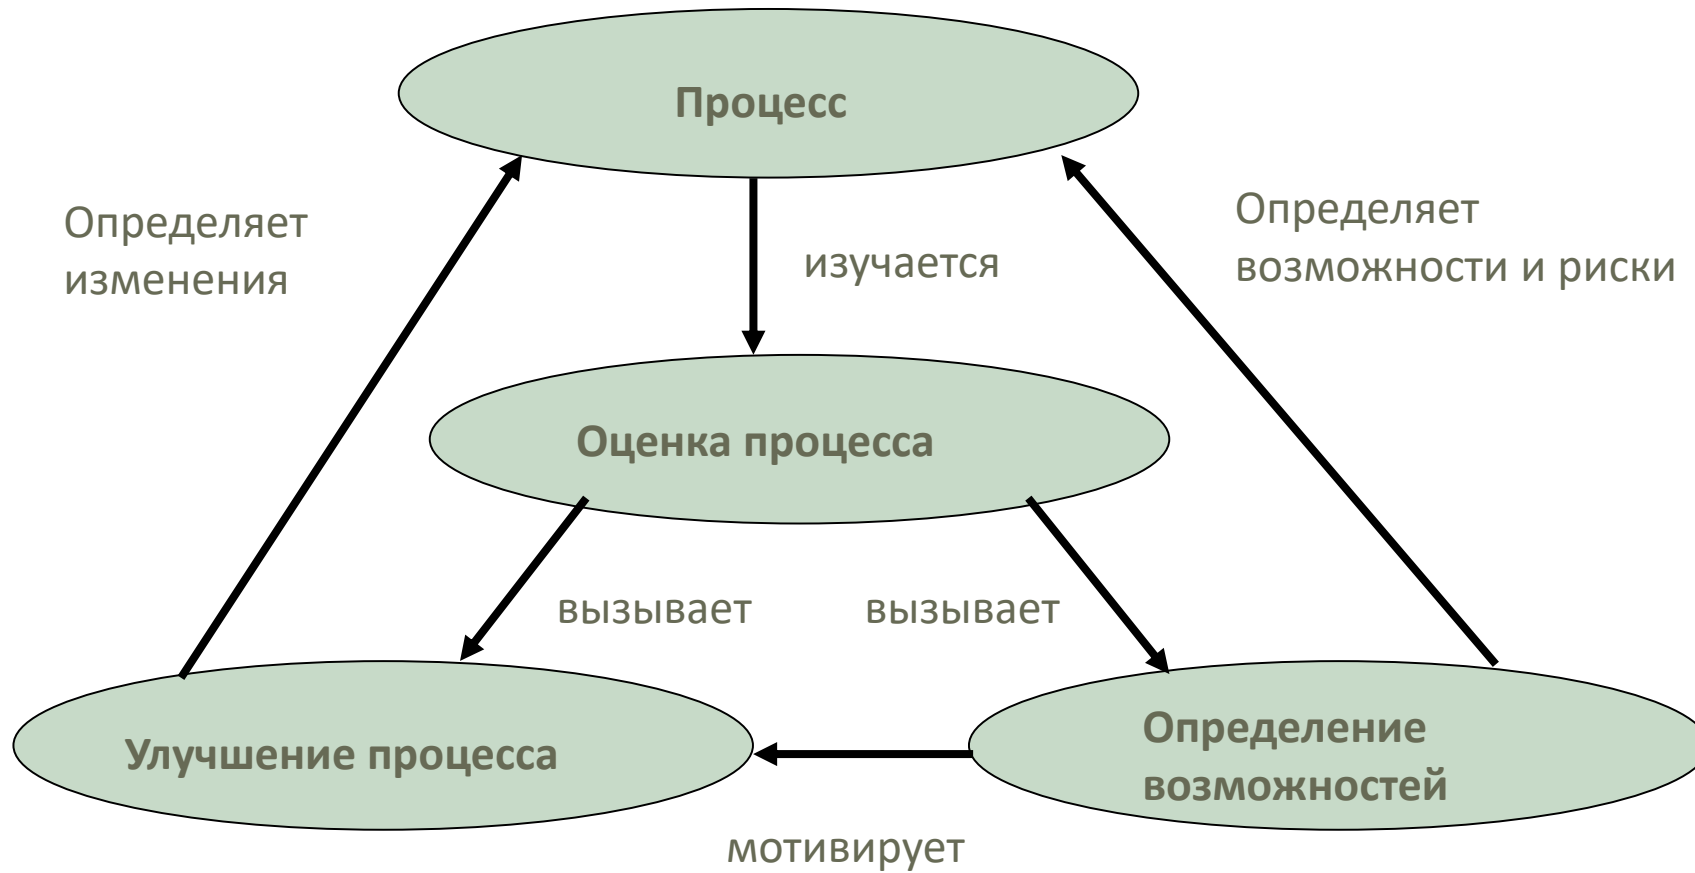 Процесс
Определяет
изменения
Определяет
возможности и риски
изучается
Оценка процесса
вызывает
вызывает
Улучшение процесса
Определение
возможностей
мотивирует